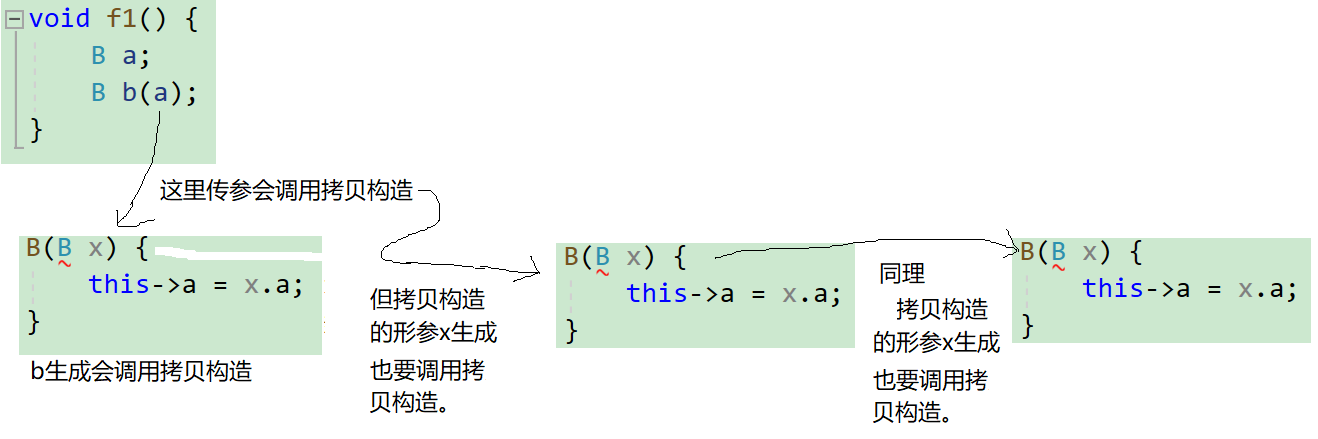 void f1() {
B a;
B b(a);
}
这里传参会调用拷贝构造
B(B x) {
this->a = x.a;
}
b生成会调用拷贝构造
但拷贝构造
的形参x生成
也要调用拷
贝构造。
B(B x) {
this->a = x.a;
}
同理
拷贝构造
的形参x生成
也要调用拷
贝构造。
B(B x) {
this->a = x.a;
}